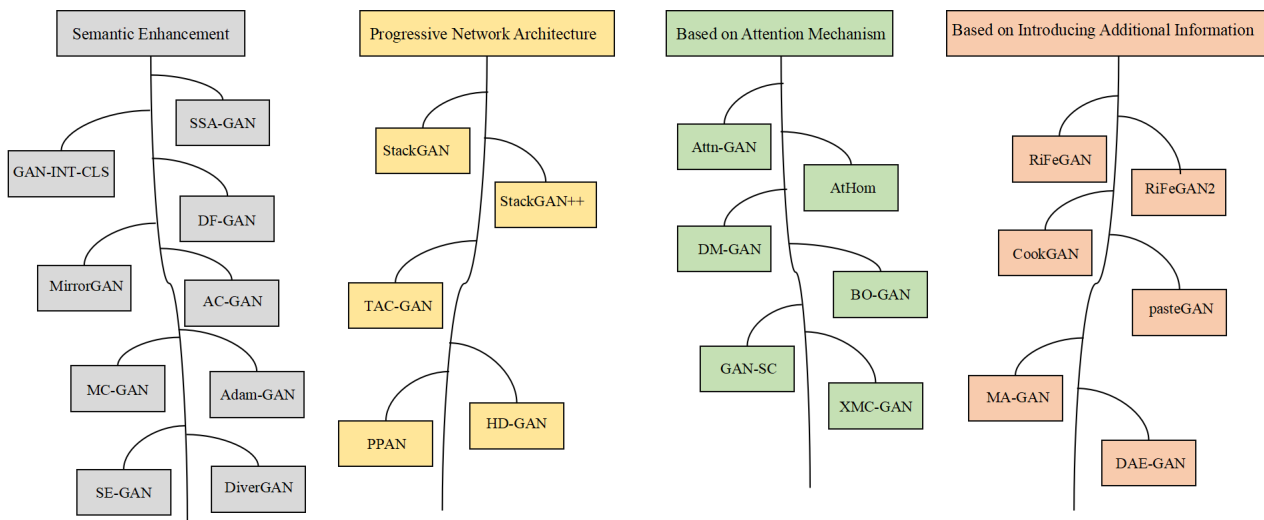 Semantic Enhancement
SSA-GAN
GAN-INT-CLS
DF-GAN
MirrorGAN
AC-GAN
MC-GAN
Adam-GAN
SE-GAN
DiverGAN
Progressive Network Architecture
StackGAN
StackGAN++
TAC-GAN
HD-GAN
PPAN
Based on Attention Mechanism
Attn-GAN
AtHom
DM-GAN
BO-GAN
GAN-SC
XMC-GAN
Based on Introducing Additional Information
RiFeGAN
RiFeGAN2
CookGAN
pasteGAN
MA-GAN
DAE-GAN